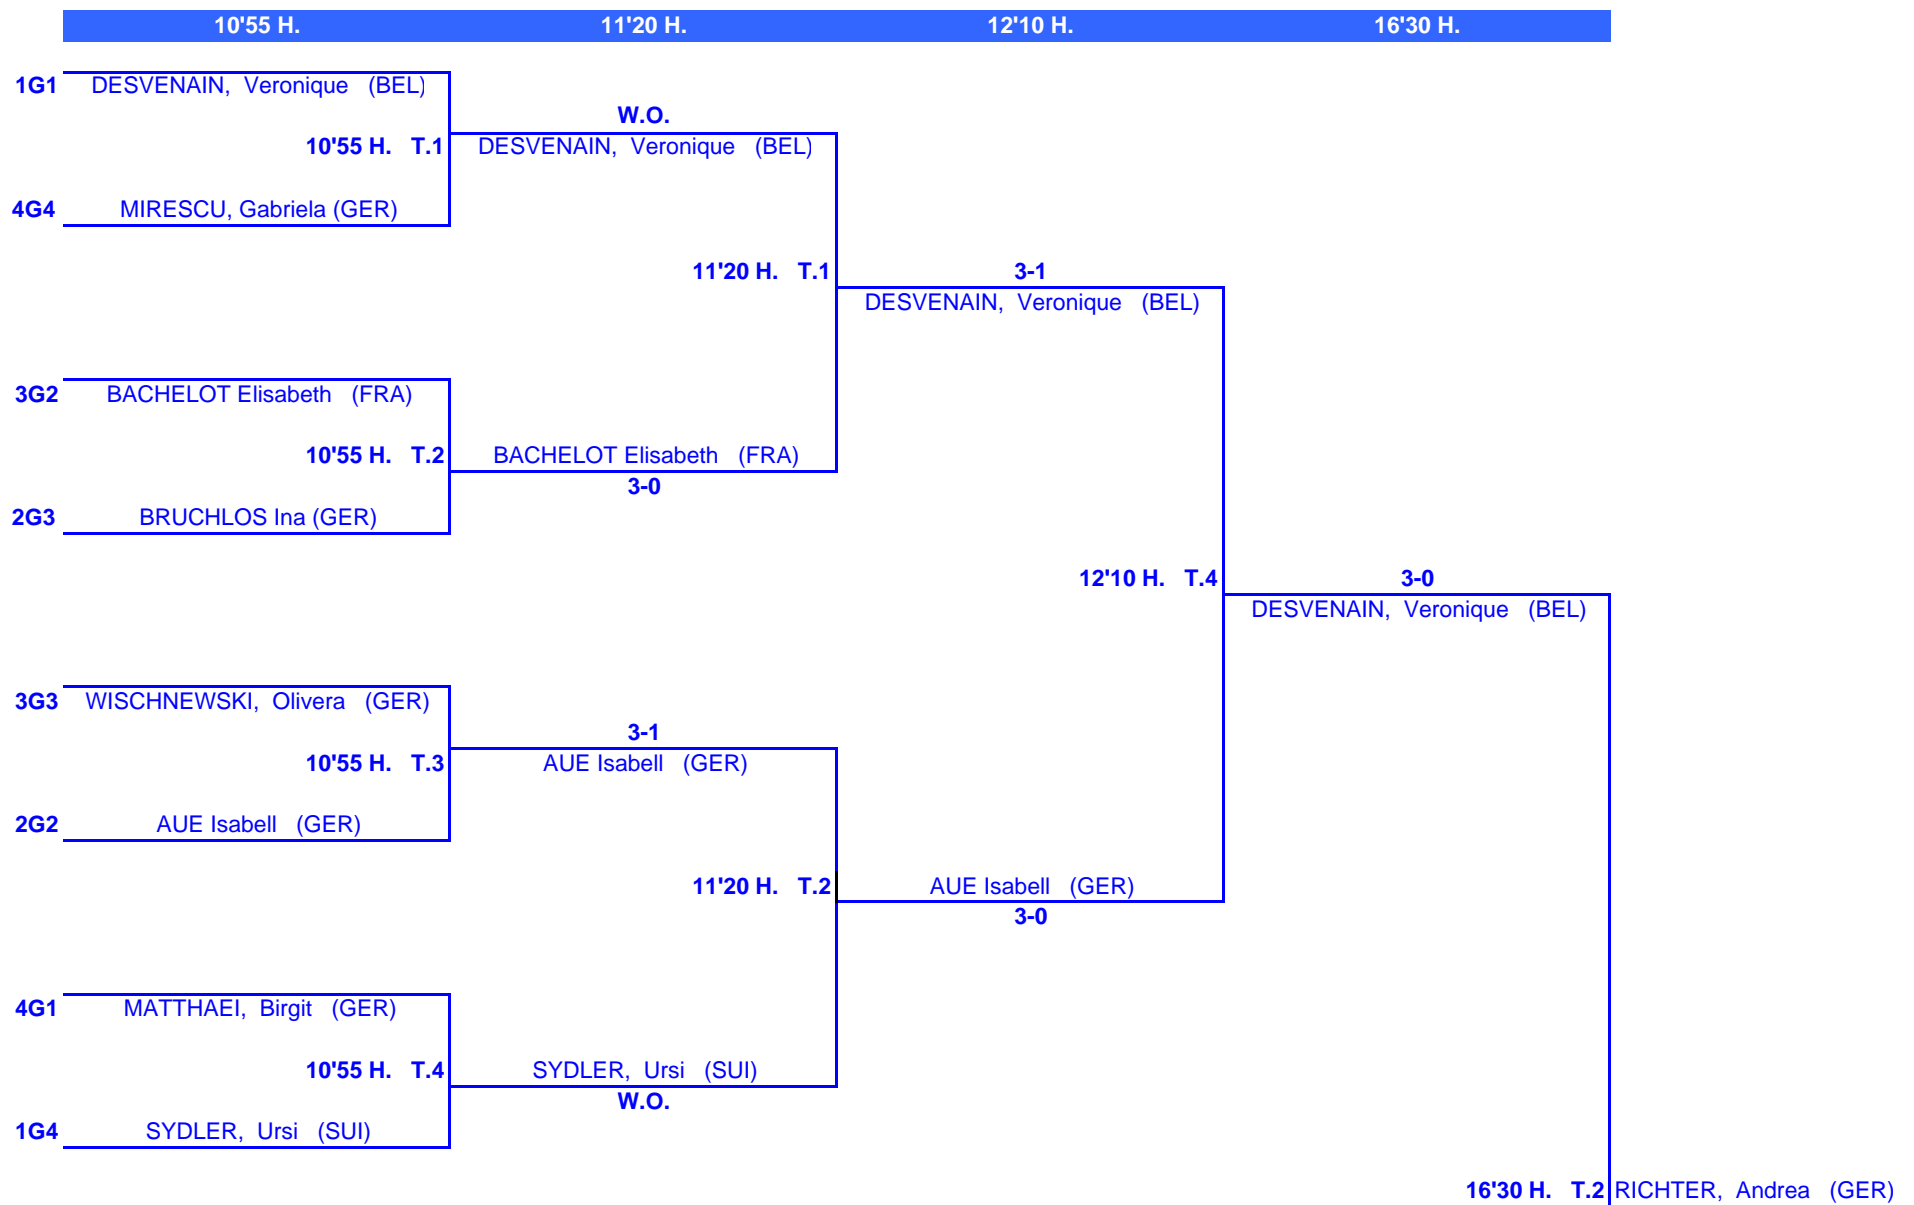 10'55 H. 11'20 H. 12'10 H. 16'30 H.
1G1 DESVENAIN, Veronique (BEL)
W.O.
10'55 H. T.1 DESVENAIN, Veronique (BEL)
4G4 MIRESCU, Gabriela (GER)
11'20 H. T.1 3-1
DESVENAIN, Veronique (BEL)
3G2 BACHELOT Elisabeth (FRA)
10'55 H. T.2 BACHELOT Elisabeth (FRA)
3-0
2G3 BRUCHLOS Ina (GER)
12'10 H. T.4 3-0
DESVENAIN, Veronique (BEL)
3G3 WISCHNEWSKI, Olivera (GER)
3-1
10'55 H. T.3 AUE Isabell (GER)
2G2 AUE Isabell (GER)
11'20 H. T.2 AUE Isabell (GER)
3-0
4G1 MATTHAEI, Birgit (GER)
10'55 H. T.4 SYDLER, Ursi (SUI)
W.O.
1G4 SYDLER, Ursi (SUI)
16'30 H. T.2 RICHTER, Andrea (GER)